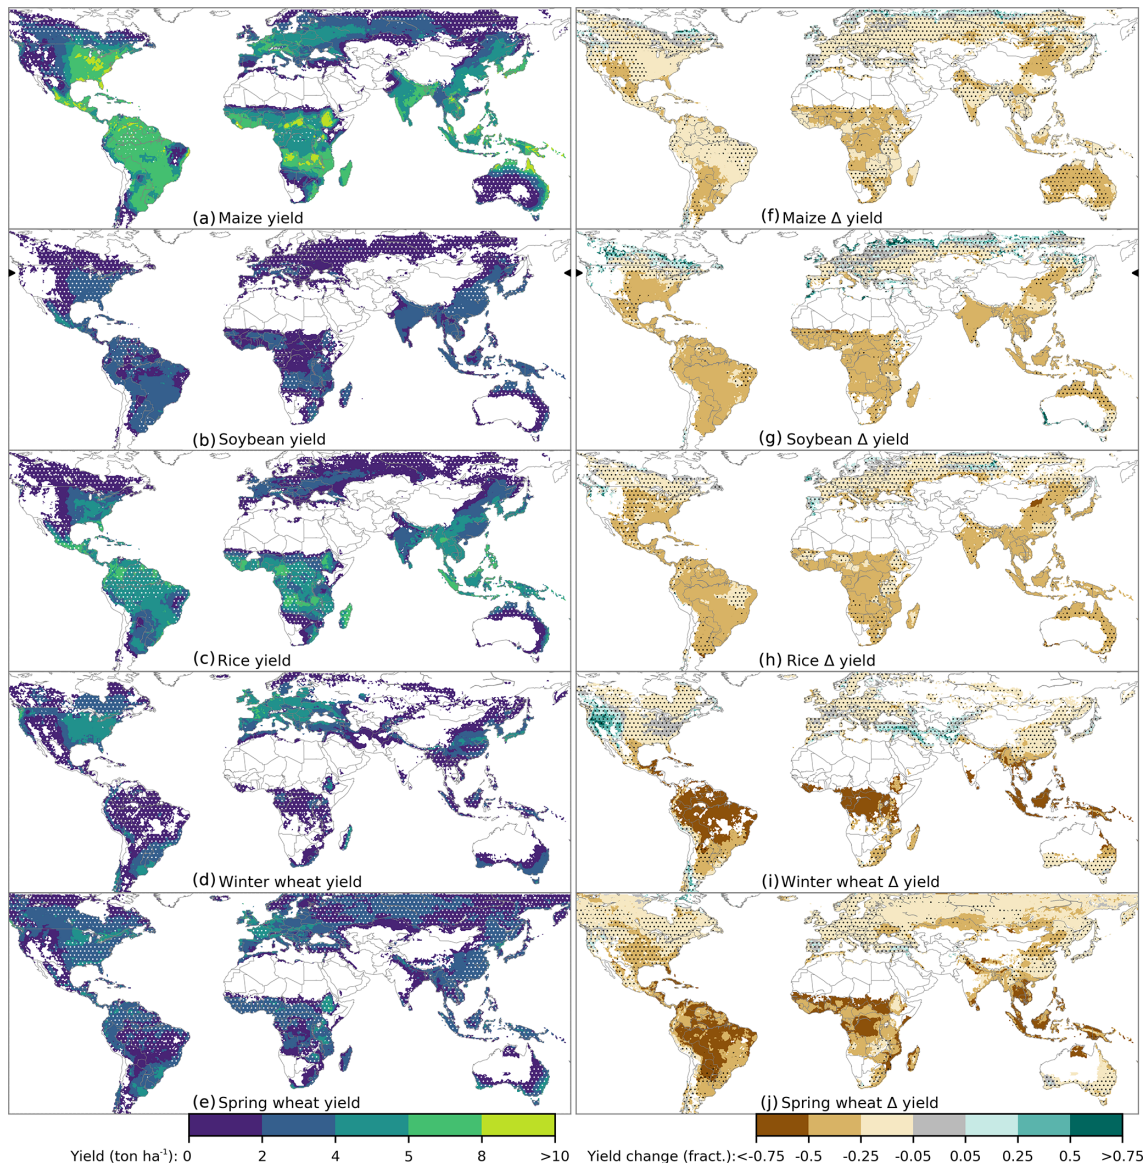 (a) Maize yield
(f) Maize Δ yield
(b) Soybean yield
(g) Soybean Δ yield
(c) Rice yield
(h) Rice Δ yield
(d) Winter wheat yield
(i) Winter wheat Δ yield
(e) Spring wheat yield
(j) Spring wheat Δ yield
Yield (ton ha⁻¹): 0 2 4 5 8 >10
Yield change (fract.):<-0.75 -0.5 -0.25 -0.05 0.05 0.25 0.5 >0.75